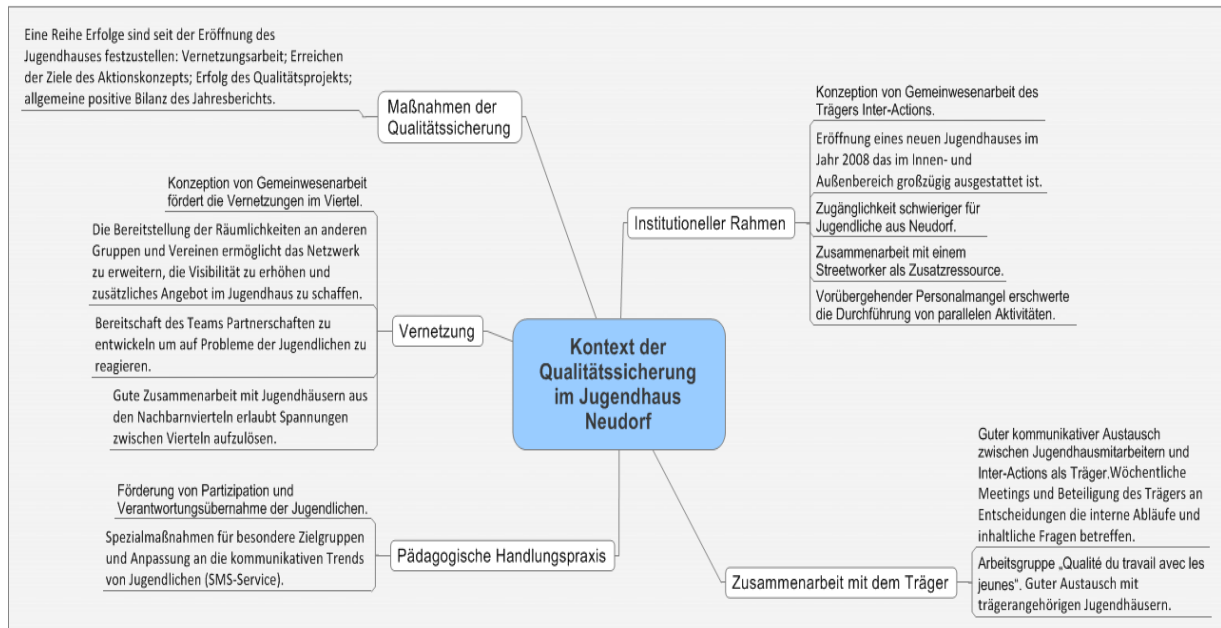 Eine Reihe Erfolge sind seit der Eröffnung des
Jugendhauses festzustellen: Vernetzungsarbeit; Erreichen
der Ziele des Aktionskonzepts; Erfolg des Qualitätsprojekts;
allgemeine positive Bilanz des Jahresberichts.
Maßnahmen der
Qualitätssicherung
Konzeption von Gemeinwesenarbeit
fördert die Vernetzungen im Viertel.
Die Bereitstellung der Räumlichkeiten an anderen
Gruppen und Vereinen ermöglicht das Netzwerk
zu erweitern, die Visibilität zu erhöhen und
zusätzliches Angebot im Jugendhaus zu schaffen.
Bereitschaft des Teams Partnerschaften zu
entwickeln um auf Probleme der Jugendlichen zu
reagieren.
Gute Zusammenarbeit mit Jugendhäusern aus
den Nachbarvierteln erlaubt Spannungen
zwischen Vierteln aufzulösen.
Vernetzung
Förderung von Partizipation und
Verantwortungsübernahme der Jugendlichen.
Spezialmaßnahmen für besondere Zielgruppen
und Anpassung an die kommunikativen Trends
von Jugendlichen (SMS-Service).
Pädagogische Handlungspraxis
Kontext der
Qualitätssicherung
im Jugendhaus
Neudorf
Institutioneller Rahmen
Konzeption von Gemeinwesenarbeit des
Trägers Inter-Actions.
Eröffnung eines neuen Jugendhauses im
Jahr 2008 das im Innen- und
Außenbereich großzügig ausgestattet ist.
Zugänglichkeit schwieriger für
Jugendliche aus Neudorf.
Zusammenarbeit mit einem
Streetworker als Zusatzressource.
Vorübergehender Personalmangel erschwerte
die Durchführung von parallelen Aktivitäten.
Zusammenarbeit mit dem Träger
Guter kommunikativer Austausch
zwischen Jugendhausmitarbeitern und
Inter-Actions als Träger.Wöchentliche
Meetings und Beteiligung des Trägers an
Entscheidungen die interne Abläufe und
inhaltliche Fragen betreffen.
Arbeitsgruppe „Qualité du travail avec les
jeunes“. Guter Austausch mit
trägerangehörigen Jugendhäusern.